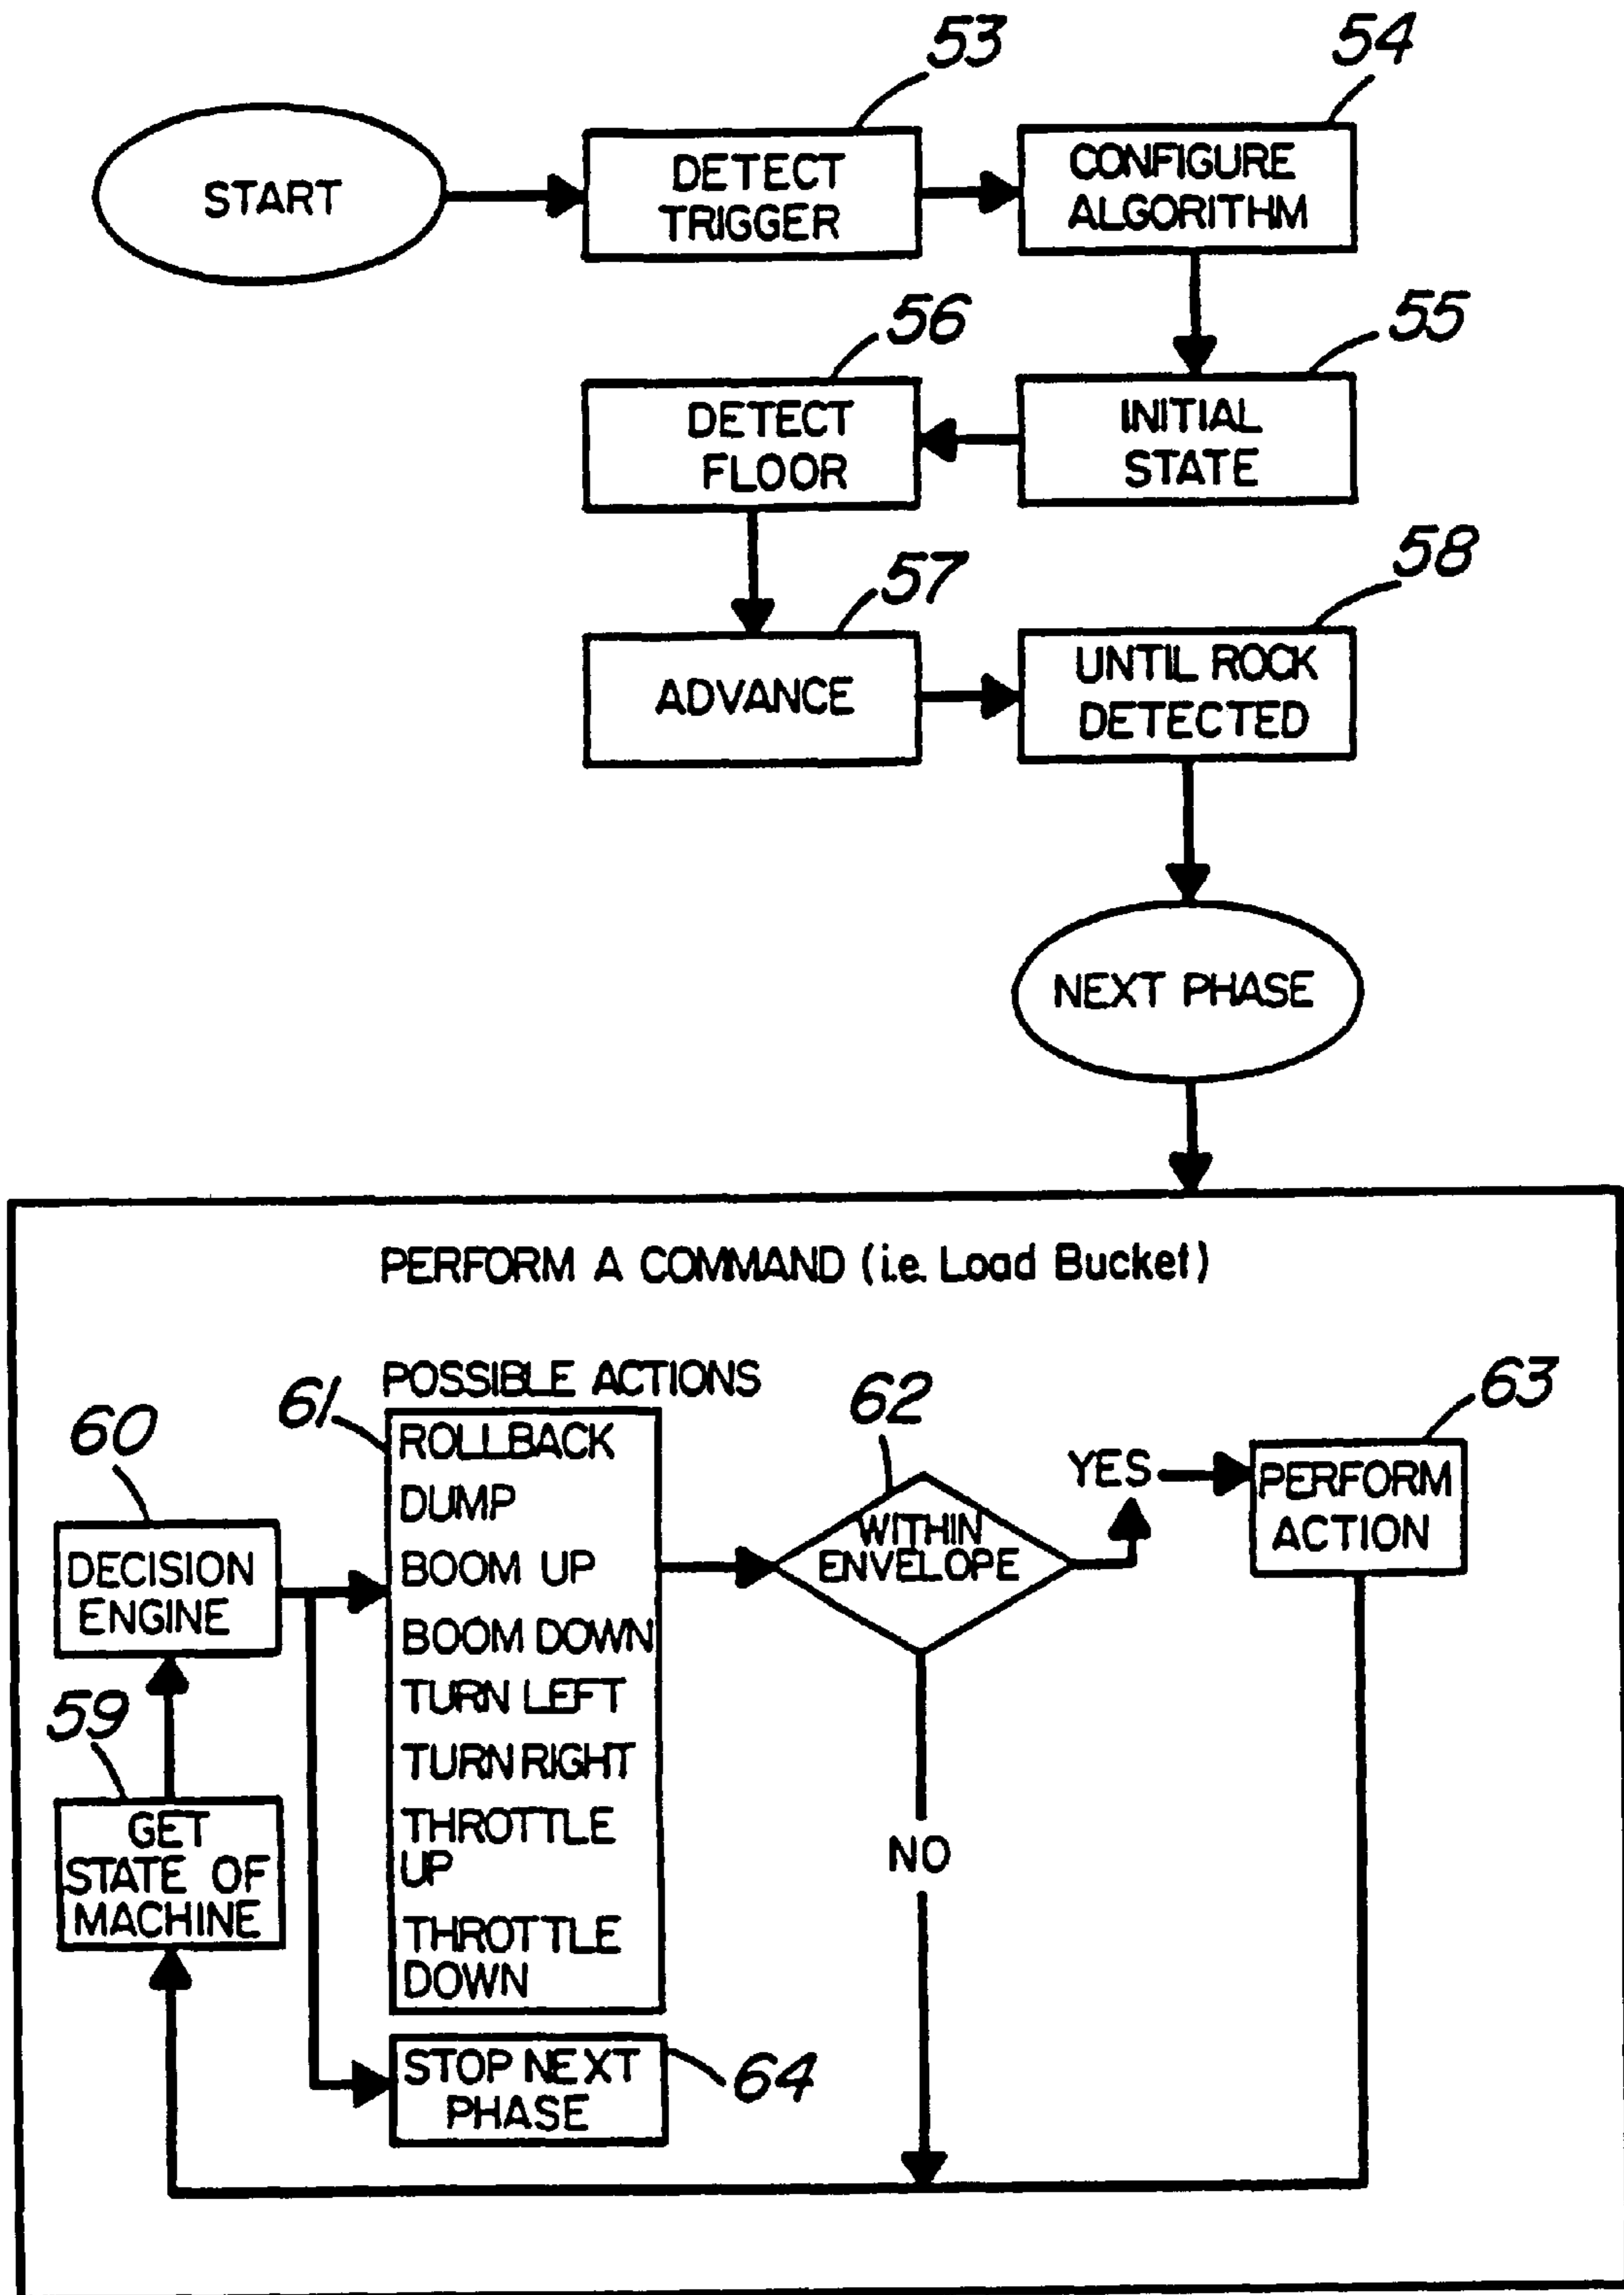 53
54
START
DETECT
TRIGGER
CONFIGURE
ALGORITHM
56
55
DETECT
FLOOR
INITIAL
STATE
57
58
ADVANCE
UNTIL ROCK
DETECTED
NEXT PHASE
PERFORM A COMMAND (i.e. Load Bucket)
POSSIBLE ACTIONS
60
61
62
63
ROLLBACK
DUMP
BOOM UP
BOOM DOWN
TURN LEFT
TURN RIGHT
THROTTLE
UP
THROTTLE
DOWN
DECISION
ENGINE
WITHIN
ENVELOPE
YES
PERFORM
ACTION
59
GET
STATE OF
MACHINE
NO
STOP NEXT
PHASE
64